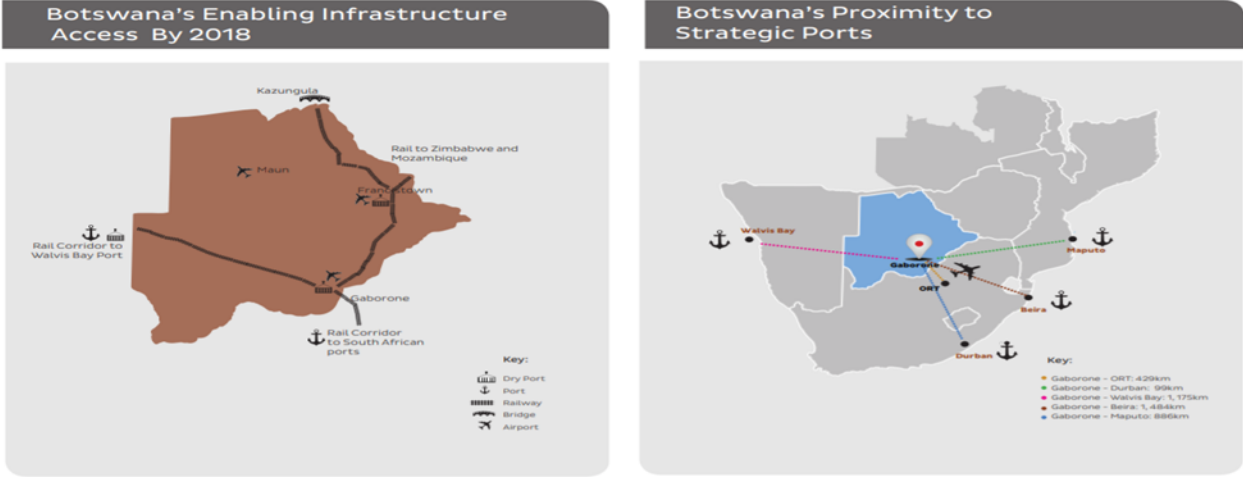 Botswana's Enabling Infrastructure
Access By 2018
Kazungula
Rail to Zimbabwe and
Mozambique
Maun
Francistown
Rail Corridor to
Walvis Bay Port
Gaborone
Rail Corridor
to South African
ports
Key:
Dry Port
Port
Railway
Bridge
Airport
Botswana's Proximity to
Strategic Ports
Walvis Bay
Maputo
Gaborone
ORT
Beira
Durban
Key:
Gaborone - ORT: 429km
Gaborone - Durban: 99km
Gaborone - Walvis Bay: 1, 175km
Gaborone - Beira: 1, 484km
Gaborone - Maputo: 886km